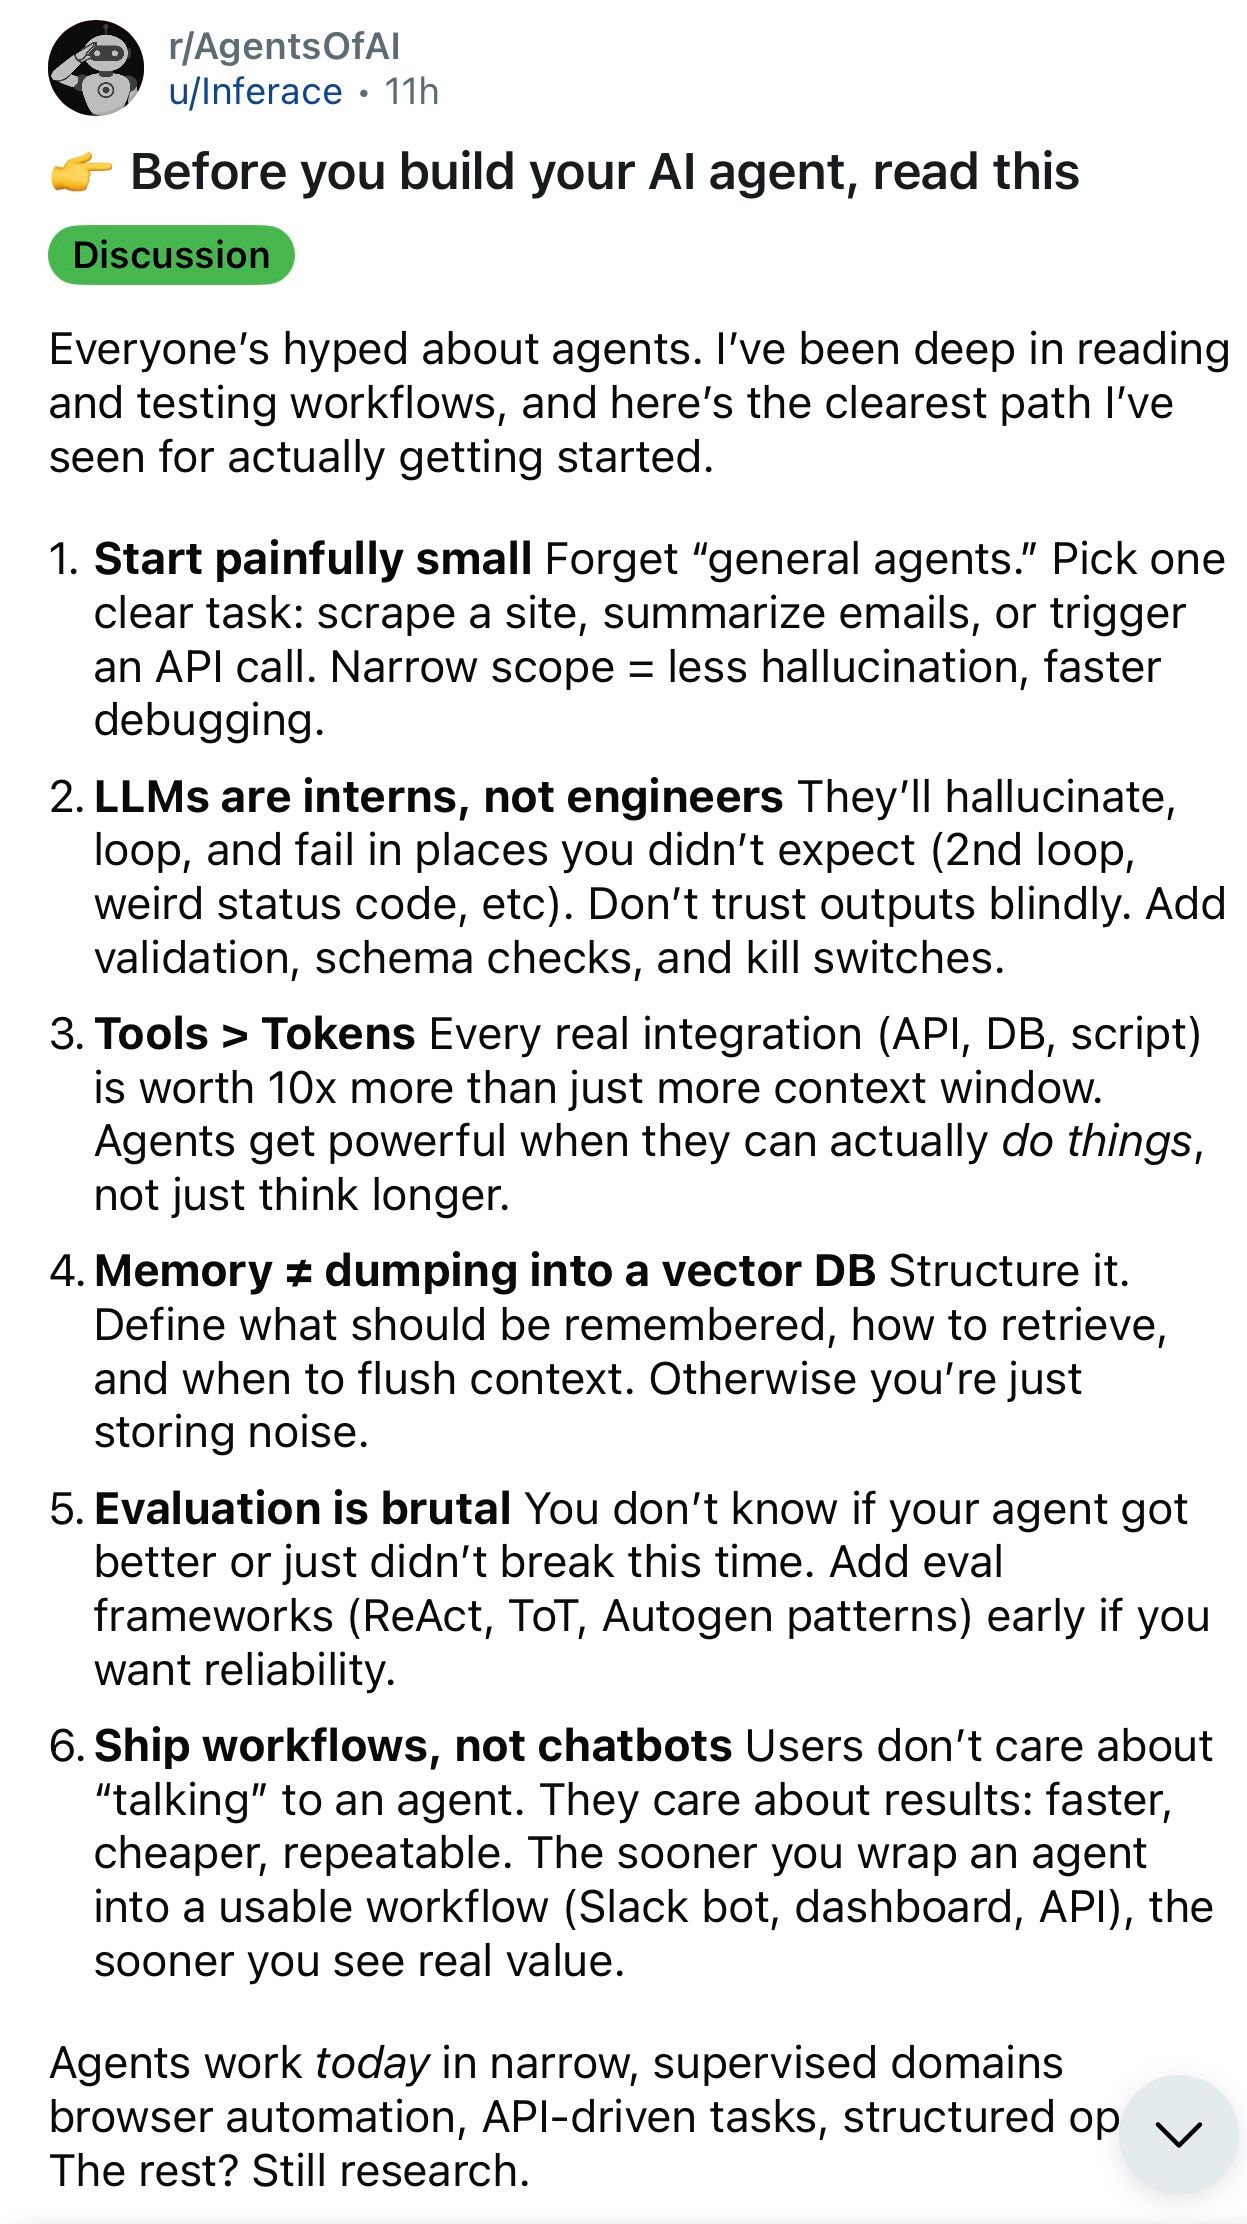 r/AgentsOfAI
u/Inferace • 11h
👉 Before you build your AI agent, read this
Discussion
Everyone’s hyped about agents. I’ve been deep in reading
and testing workflows, and here’s the clearest path I’ve
seen for actually getting started.
1. Start painfully small Forget “general agents.” Pick one
clear task: scrape a site, summarize emails, or trigger
an API call. Narrow scope = less hallucination, faster
debugging.
2. LLMs are interns, not engineers They’ll hallucinate,
loop, and fail in places you didn’t expect (2nd loop,
weird status code, etc). Don’t trust outputs blindly. Add
validation, schema checks, and kill switches.
3. Tools > Tokens Every real integration (API, DB, script)
is worth 10x more than just more context window.
Agents get powerful when they can actually do things,
not just think longer.
4. Memory ≠ dumping into a vector DB Structure it.
Define what should be remembered, how to retrieve,
and when to flush context. Otherwise you’re just
storing noise.
5. Evaluation is brutal You don’t know if your agent got
better or just didn’t break this time. Add eval
frameworks (ReAct, ToT, Autogen patterns) early if you
want reliability.
6. Ship workflows, not chatbots Users don’t care about
“talking” to an agent. They care about results: faster,
cheaper, repeatable. The sooner you wrap an agent
into a usable workflow (Slack bot, dashboard, API), the
sooner you see real value.
Agents work today in narrow, supervised domains
browser automation, API-driven tasks, structured
The rest? Still research.